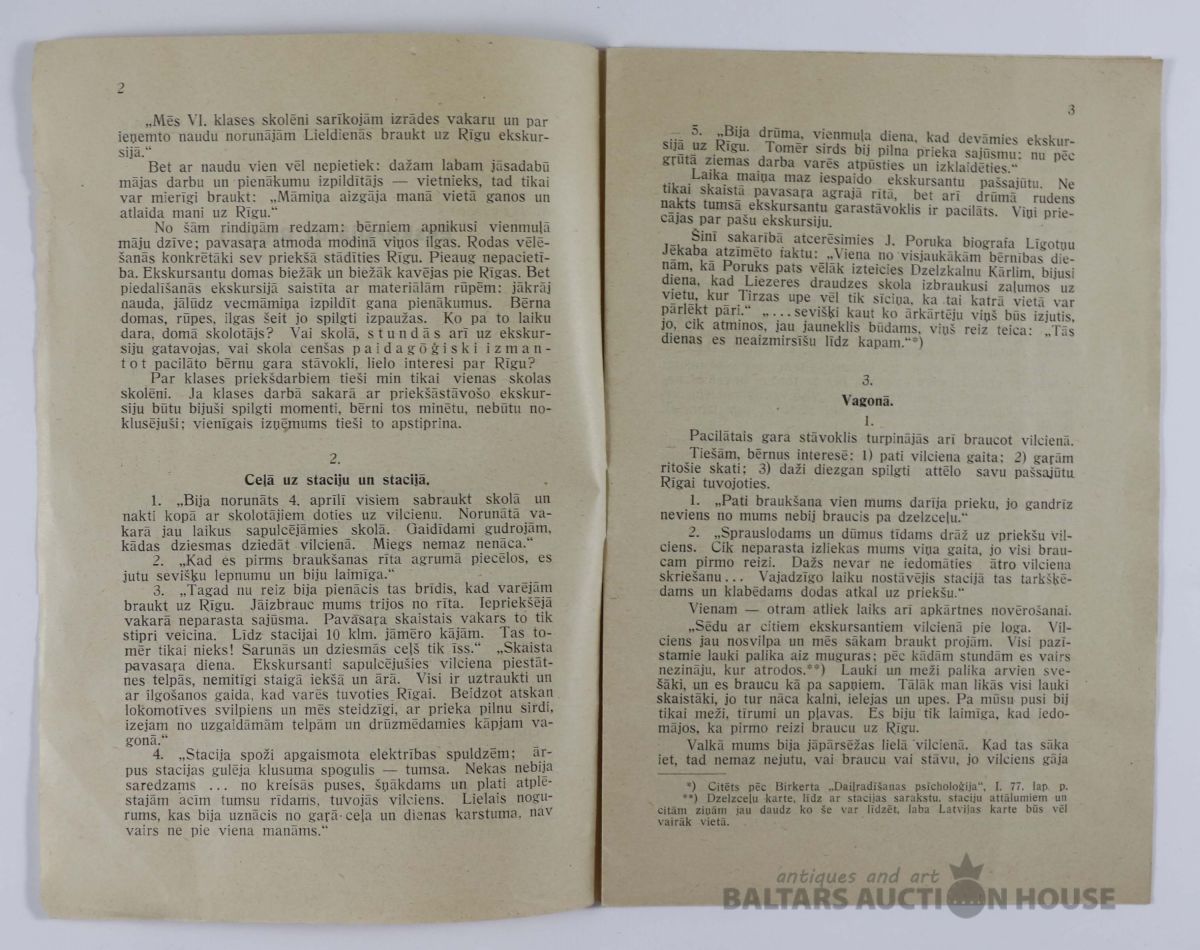 2
„Mēs VI. klases skolēni sarīkojām izrādes vakaru un par
ieņemto naudu norunājām Lieldienās braukt uz Rīgu ekskur-
sijā.“
Bet ar naudu vien vēl nepietiek: dažam labam jāsadabū
mājas darbu un pienākumu izpildītājs — vietnieks, tad tikai
var mierīgi braukt: „Māmiņa aizgāja manā vietā ganos un
atlaida mani uz Rīgu.“
No šām rindiņām redzam: bērniem apnikusi vienmuļā
māju dzīve; pavasaŗa atmoda modinā viņos ilgas. Rodas vēlē-
šanās konkrētāki sev priekšā stādīties Rīgu. Pieaug nepacietī-
ba. Ekskursantu domas biežāk un biežāk kavējas pie Rīgas. Bet
piedalīšanās ekskursijā saistīta ar materiālām rūpēm: jākrāj
nauda, jālūdz vecmāmiņa izpildīt gana pienākumus. Bērna
domas, rūpes, ilgas šeit jo spilgti izpaužas. Ko pa to laiku
dara, domā skolotājs? Vai skolā, stundās arī uz ekskur-
siju gatavojas, vai skola cenšas paidagōģiski izman-
tot pacilāto bērnu gara stāvokli, lielo interesi par Rīgu?
Par klases priekšdarbiem tieši min tikai vienas skolas
skolēni. Ja klases darbā sakarā ar priekšāstāvošo ekskur-
siju būtu bijuši spilgti momenti, bērni tos minētu, nebūtu no-
klusējuši; vienīgais izņēmums tieši to apstiprina.
2.
Ceļā uz staciju un stacijā.
1. „Bija norunāts 4. aprīlī visiem sabraukt skolā un
nakti kopā ar skolotājiem doties uz vilcienu. Norunātā va-
karā jau laikus sapulcējāmies skolā. Gaidīdami gudrojām,
kādas dziesmas dziedāt vilcienā. Miegs nemaz nenāca.“
2. „Kad es pirms braukšanas rīta agrumā piecēlos, es
jutu sevišķu lepnumu un biju laimīga.“
3. „Tagad nu reiz bija pienācis tas brīdis, kad varējām
braukt uz Rīgu. Jāizbrauc mums trijos no rīta. Iepriekšējā
vakarā neparasta sajūsma. Pavāsaŗa skaistais vakars to tik
stipri veicina. Līdz stacijai 10 klm. jāmēro kājām. Tas to-
mēr tikai nieks! Sarunās un dziesmās ceļš tik īss.“ „Skaista
pavasaŗa diena. Ekskursanti sapulcējušies vilciena piestāt-
nes telpās, nemitīgi staigā iekšā un ārā. Visi ir uztraukti un
ar ilgošanos gaida, kad varēs tuvoties Rīgai. Beidzot atskan
lokomotīves svilpiens un mēs steidzīgi, ar prieka pilnu sirdi,
izejam no uzgaidāmām telpām un drūzmēdamies kāpjam va-
gonā.“
4. „Stacija spoži apgaismota elektrības spuldzēm; ār-
pus stacijas gulēja klusuma spogulis — tumsa. Nekas nebija
saredzams ... no kreisās puses, šņākdams un plati atplē-
stajām acīm tumsu rīdams, tuvojās vilciens. Lielais nogu-
rums, kas bija uznācis no gaŗā ceļa un dienas karstuma, nav
vairs ne pie viena manāms.“
3
5. „Bija drūma, vienmuļa diena, kad devāmies ekskur-
sijā uz Rīgu. Tomēr sirds bij pilna prieka sajūsmu: nu pēc
grūtā ziemas darba varēs atpūsties un izklaidēties.“
Laika maiņa maz iespaido ekskursantu pašsajūtu. Ne
tikai skaistā pavasaŗa agrajā rītā, bet arī drūmā rudens
nakts tumsā ekskursantu garastāvoklis ir pacilāts. Viņi prie-
cājas par pašu ekskursiju.
Šinī sakarībā atcerēsimies J. Poruka biografa Līgotņu
Jēkaba atzīmēto faktu: „Viena no visjaukākām bērnības die-
nām, kā Poruks pats vēlāk izteicies Dzelzkalnu Kārlim, bijusi
diena, kad Liezeres draudzes skola izbraukusi zaļumos uz
vietu, kur Tirzas upe vēl tik sīciņa, ka tai katrā vietā var
pārlēkt pāri.“ „... sevišķi kaut ko ārkārtēju viņš būs izjutis,
jo, cik atminos, jau jauneklis būdams, viņš reiz teica: „Tās
dienas es neaizmirsīšu līdz kapam.“*)
3.
Vagonā.
1.
Pacilātais gara stāvoklis turpinājās arī braucot vilcienā.
Tiešām, bērnus interesē: 1) pati vilciena gaita; 2) gaŗām
ritošie skati; 3) daži diezgan spilgti attēlo savu pašsajūtu
Rīgai tuvojoties.
1. „Pati braukšana vien mums darīja prieku, jo gandrīz
neviens no mums nebij braucis pa dzelzceļu.“
2. „Sprauslodams un dūmus tīdams drāž uz priekšu vil-
ciens. Cik neparasta izliekas mums viņa gaita, jo visi brau-
cam pirmo reizi. Dažs nevar ne iedomāties ātro vilciena
skriešanu... Vajadzīgo laiku nostāvējis stacijā tas tarkšķē-
dams un klabēdams dodas atkal uz priekšu.“
Vienam — otram atliek laiks arī apkārtnes novērošanai.
„Sēdu ar citiem ekskursantiem vilcienā pie loga. Vil-
ciens jau nosvilpa un mēs sākam braukt projām. Visi pazī-
stamie lauki palika aiz muguras; pēc kādām stundām es vairs
nezināju, kur atrodos.**) Lauki un meži palika arvien sve-
šāki, un es braucu kā pa sapņiem. Tālāk man likās visi lauki
skaistāki, jo tur nāca kalni, ielejas un upes. Pa mūsu pusi bij
tikai meži, tīrumi un pļavas. Es biju tik laimīga, kad iedo-
mājos, ka pirmo reizi braucu uz Rīgu.
Valkā mums bija jāpārsēžas lielā vilcienā. Kad tas sāka
iet, tad nemaz nejutu, vai braucu vai stāvu, jo vilciens gāja
*) Citēts pēc Birkerta „Daiļradīšanas psīcholoģija“, I. 77. lap. p.
**) Dzelzceļu karte, līdz ar stacijas sarakstu, staciju attālumiem un
citām ziņām jau daudz ko še var līdzēt, laba Latvijas karte būs vēl
vairāk vietā.
antiques and art
BALTARS AUCTION HOUSE